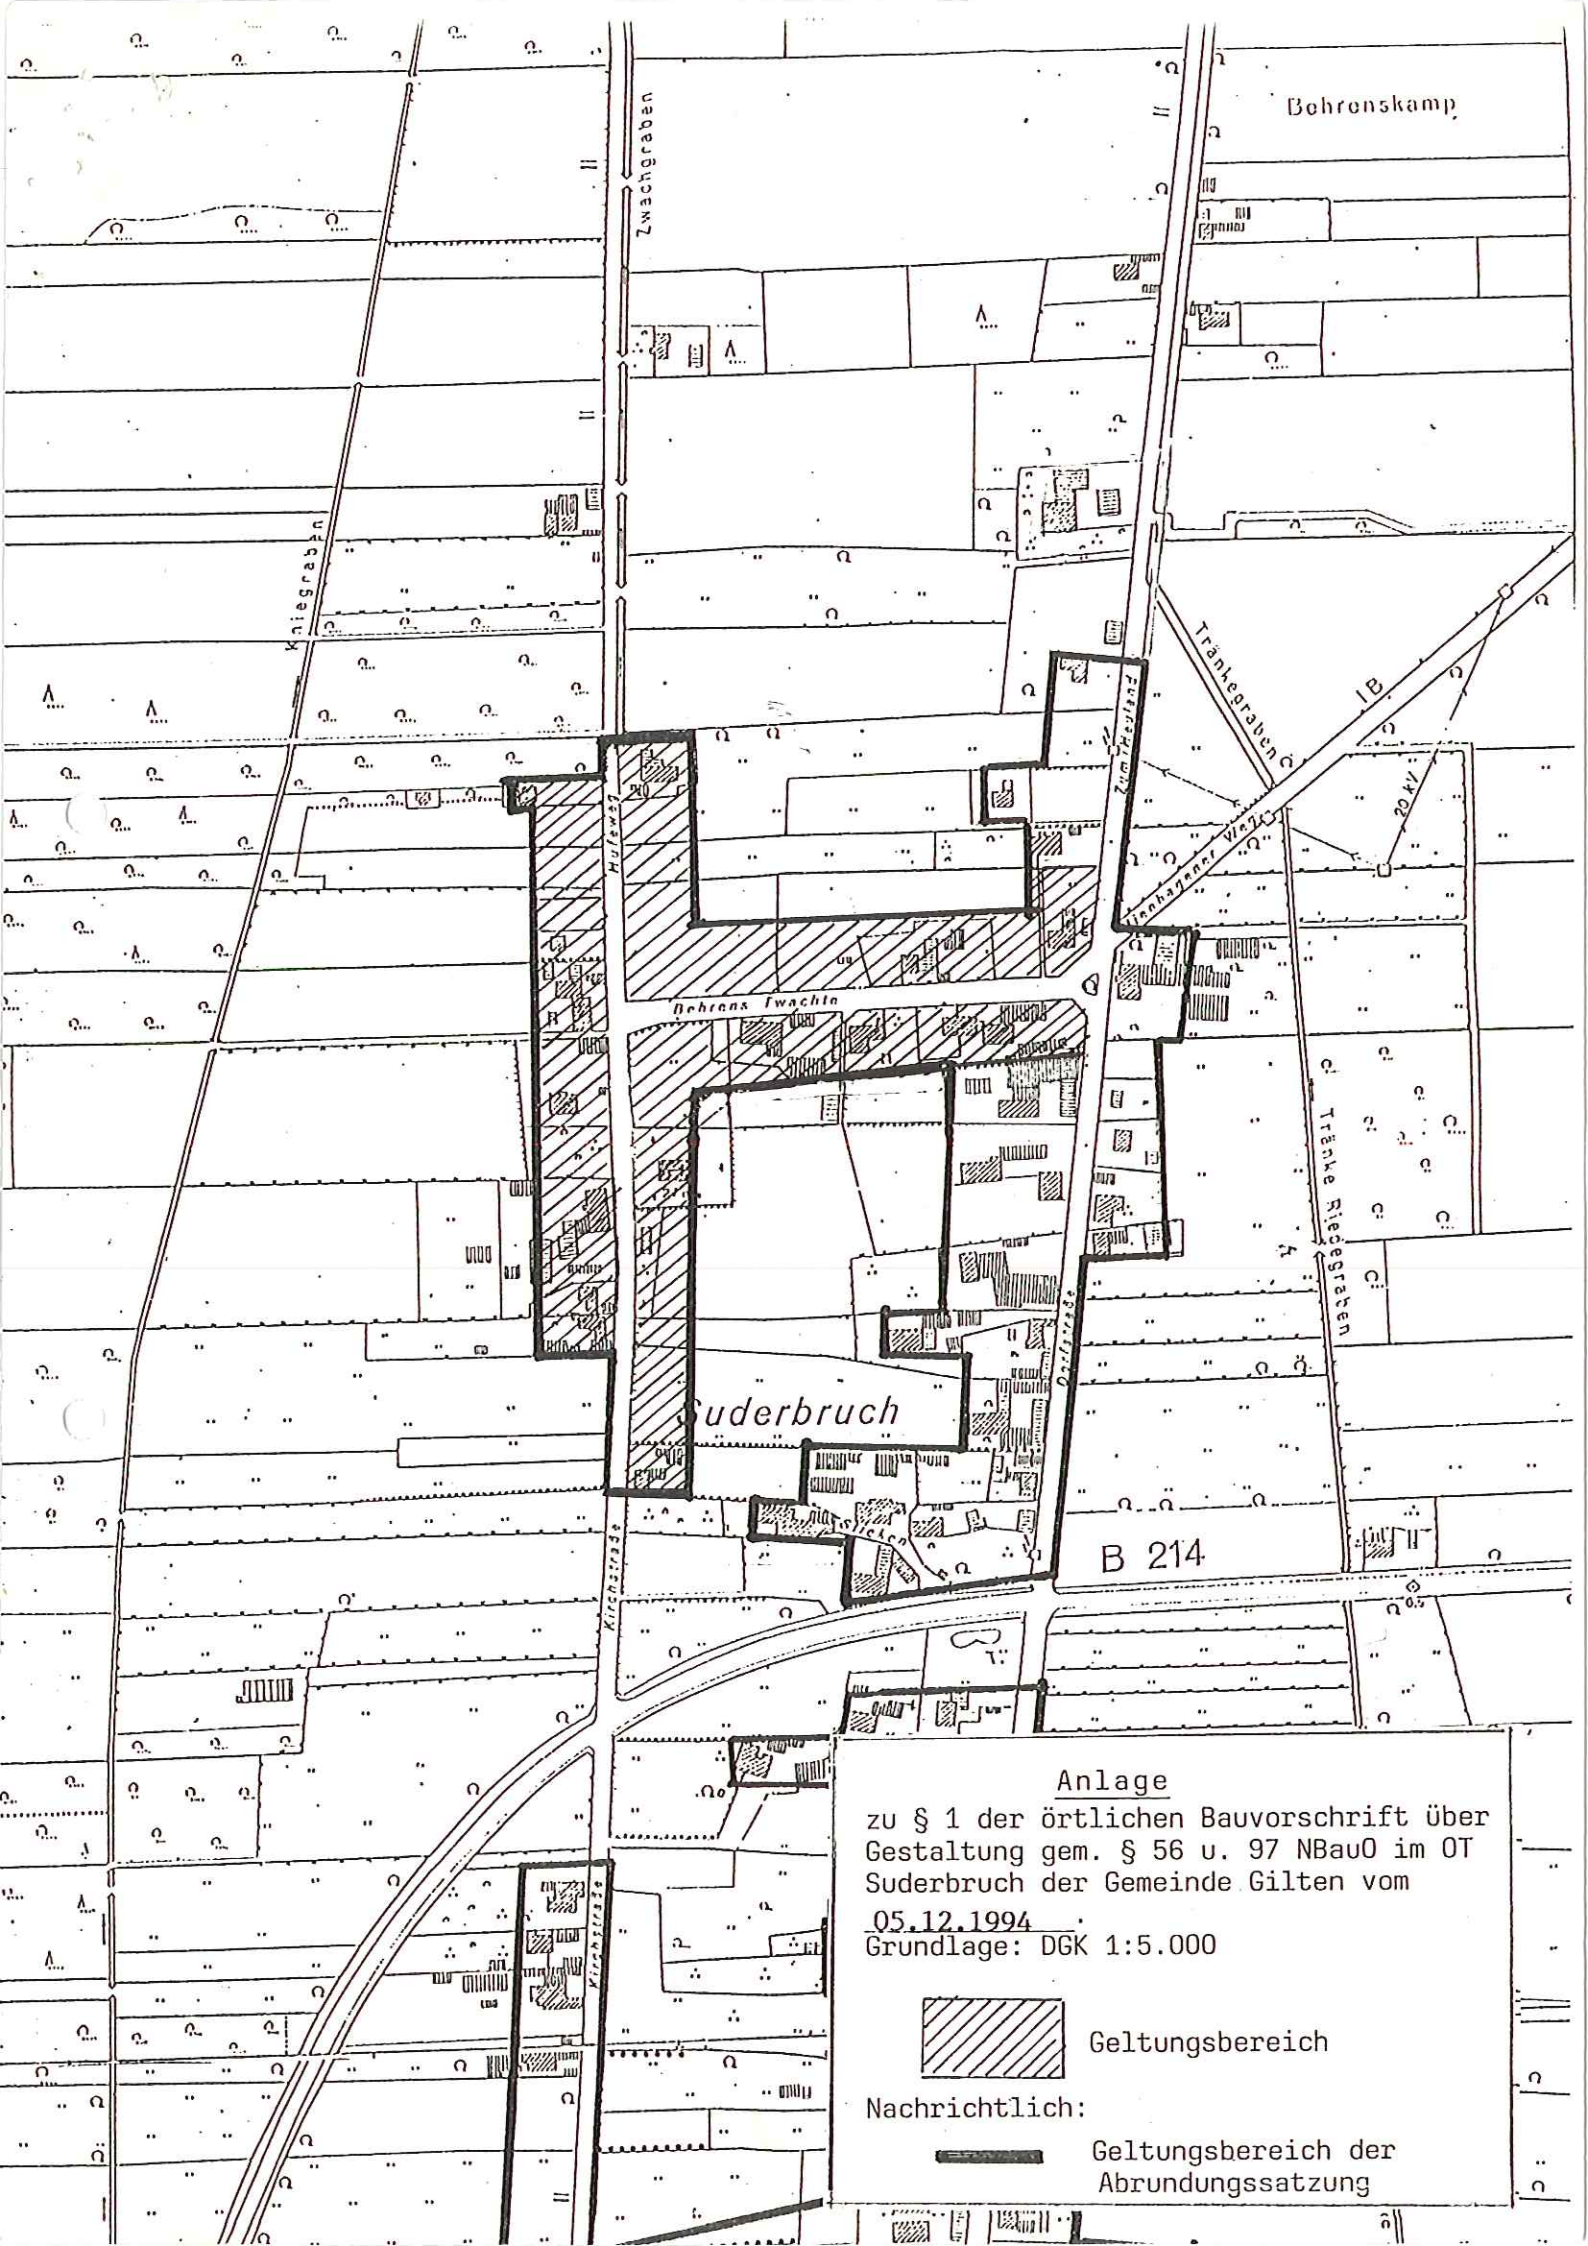 Behrenskamp
Zwachgraben
Kniegraben
Tränkegraben
IB
20 kV
Hufeweg
Behrens Twachte
Tränke Riedegraben
Dorfstraße
Suderbruch
B 214
Kirchstraße
Kirchstraße
Anlage
zu § 1 der örtlichen Bauvorschrift über
Gestaltung gem. § 56 u. 97 NBauO im OT
Suderbruch der Gemeinde Gilten vom
05.12.1994
Grundlage: DGK 1:5.000
Geltungsbereich
Nachrichtlich:
Geltungsbereich der
Abrundungssatzung